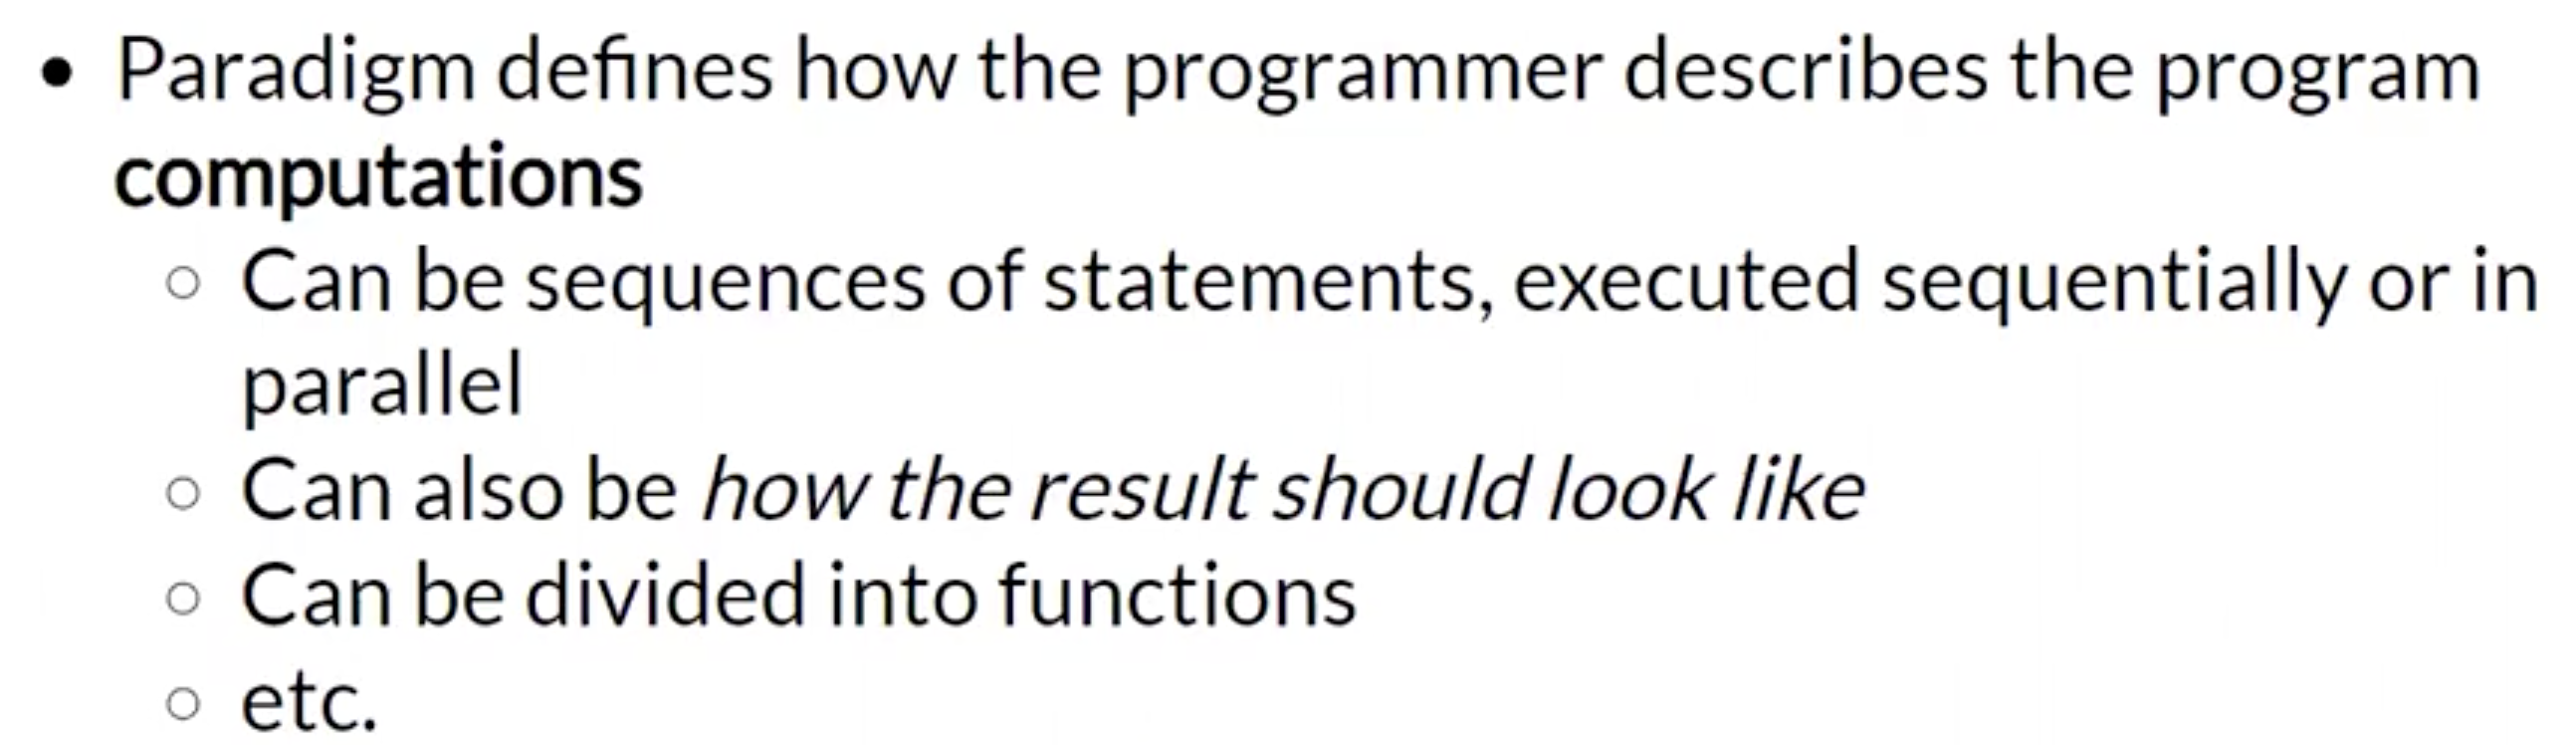 • Paradigm defines how the programmer describes the program
computations
○ Can be sequences of statements, executed sequentially or in
parallel
○ Can also be how the result should look like
○ Can be divided into functions
○ etc.